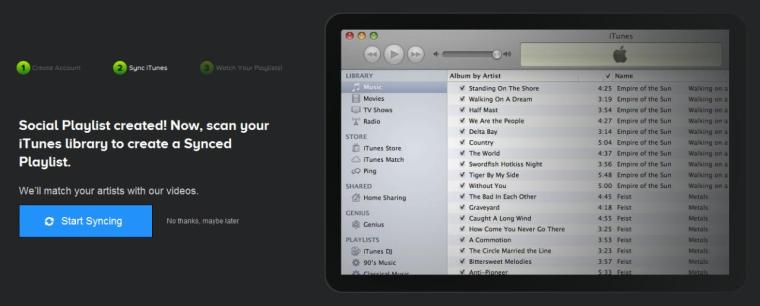 1 Create Account 2 Sync iTunes 3 Watch Your Playlists!
Social Playlist created! Now, scan your
iTunes library to create a Synced
Playlist.
We'll match your artists with our videos.
Start Syncing No thanks, maybe later
iTunes
LIBRARY
Music
Movies
TV Shows
Radio
STORE
iTunes Store
iTunes Match
Ping
SHARED
Home Sharing
GENIUS
Genius
PLAYLISTS
iTunes DJ
90's Music
Classical Music
Album by Artist ✓ Name
✓ Standing On The Shore 4:25 Empire of the Sun Walking on a
✓ Walking On A Dream 3:19 Empire of the Sun Walking on a
✓ Half Mast 3:54 Empire of the Sun Walking on a
✓ We Are the People 4:27 Empire of the Sun Walking on a
✓ Delta Bay 3:14 Empire of the Sun Walking on a
✓ Country 5:04 Empire of the Sun Walking on a
✓ The World 4:37 Empire of the Sun Walking on a
✓ Swordfish Hotkiss Night 3:56 Empire of the Sun Walking on a
✓ Tiger By My Side 5:48 Empire of the Sun Walking on a
✓ Without You 5:00 Empire of the Sun Walking on a
✓ The Bad In Each Other 4:45 Feist Metals
✓ Graveyard 4:18 Feist Metals
✓ Caught A Long Wind 4:55 Feist Metals
✓ How Come You Never Go There 3:25 Feist Metals
✓ A Commotion 3:53 Feist Metals
✓ The Circle Married the Line 3:23 Feist Metals
✓ Bittersweet Melodies 3:57 Feist Metals
✓ Anti-Pioneer 5:33 Feist Metals